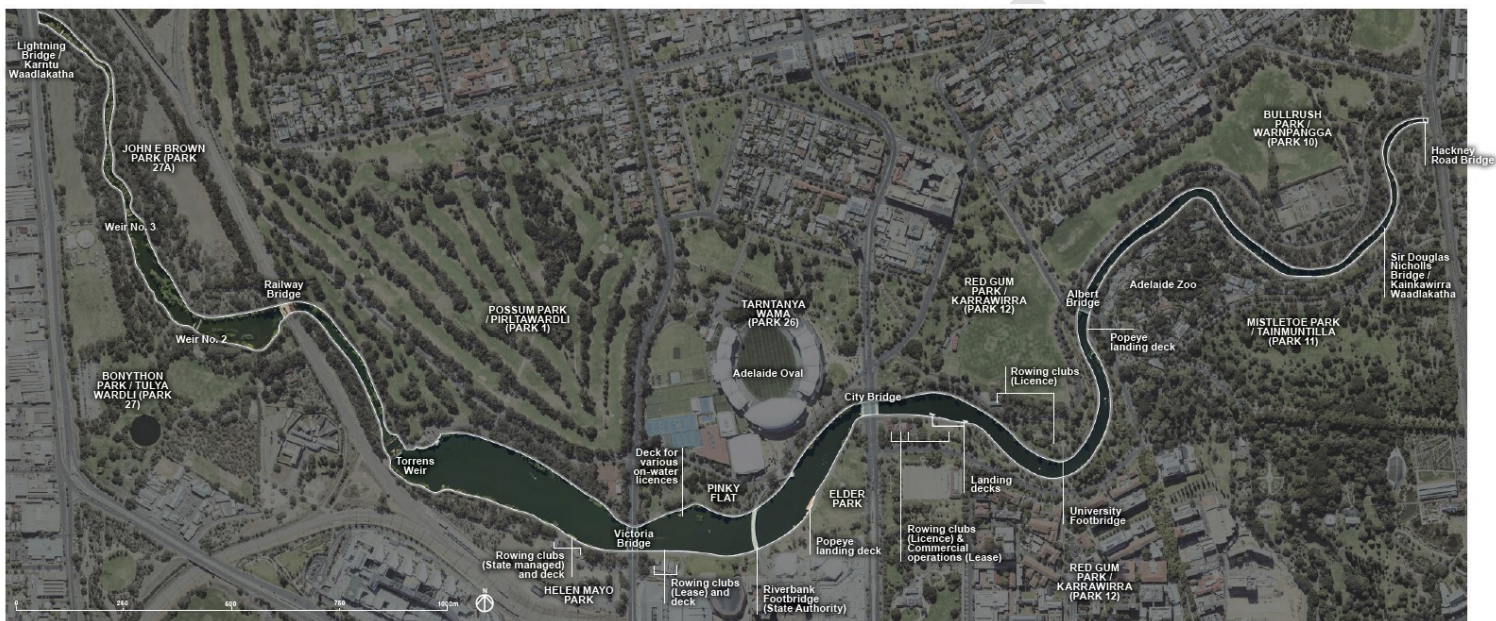 Lightning
Bridge /
Karntu
Waadlakatha
JOHN E BROWN
PARK (PARK
27A)
Weir No. 3
Railway
Bridge
Weir No. 2
BONYTHON
PARK / TULYA
WARDLI (PARK
27)
POSSUM PARK
/ PIRLTAWARDLI
(PARK 1)
Torrens
Weir
Rowing clubs
(State managed)
and deck
HELEN MAYO
PARK
Victoria
Bridge
Rowing clubs
(Lease) and
deck
Deck for
various
on-water
licences
PINKY
FLAT
TARNTANYA
WAMA
(PARK 26)
Adelaide Oval
City Bridge
ELDER
PARK
Popeye
landing deck
Riverbank
Footbridge
(State Authority)
Rowing clubs
(Licence) &
Commercial
operations (Lease)
Landing
decks
RED GUM
PARK /
KARRAWIRRA
(PARK 12)
Rowing clubs
(Licence)
University
Footbridge
RED GUM
PARK /
KARRAWIRRA
(PARK 12)
Albert
Bridge
Popeye
landing deck
Adelaide Zoo
BULLRUSH
PARK /
WARNPANGGA
(PARK 10)
MISTLETOE PARK
/ TAINMUNTILLA
(PARK 11)
Hackney
Road Bridge
Sir Douglas
Nicholls
Bridge /
Kainkawirra
Waadlakatha
0 250 500 750 1000m
N